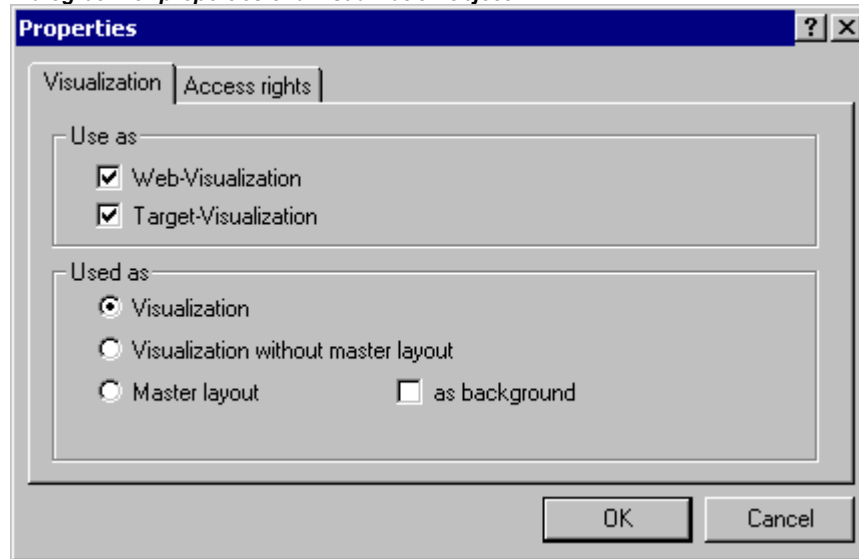 Properties
Visualization Access rights
Use as
Web-Visualization
Target-Visualization
Used as
Visualization
Visualization without master layout
Master layout as background
OK Cancel